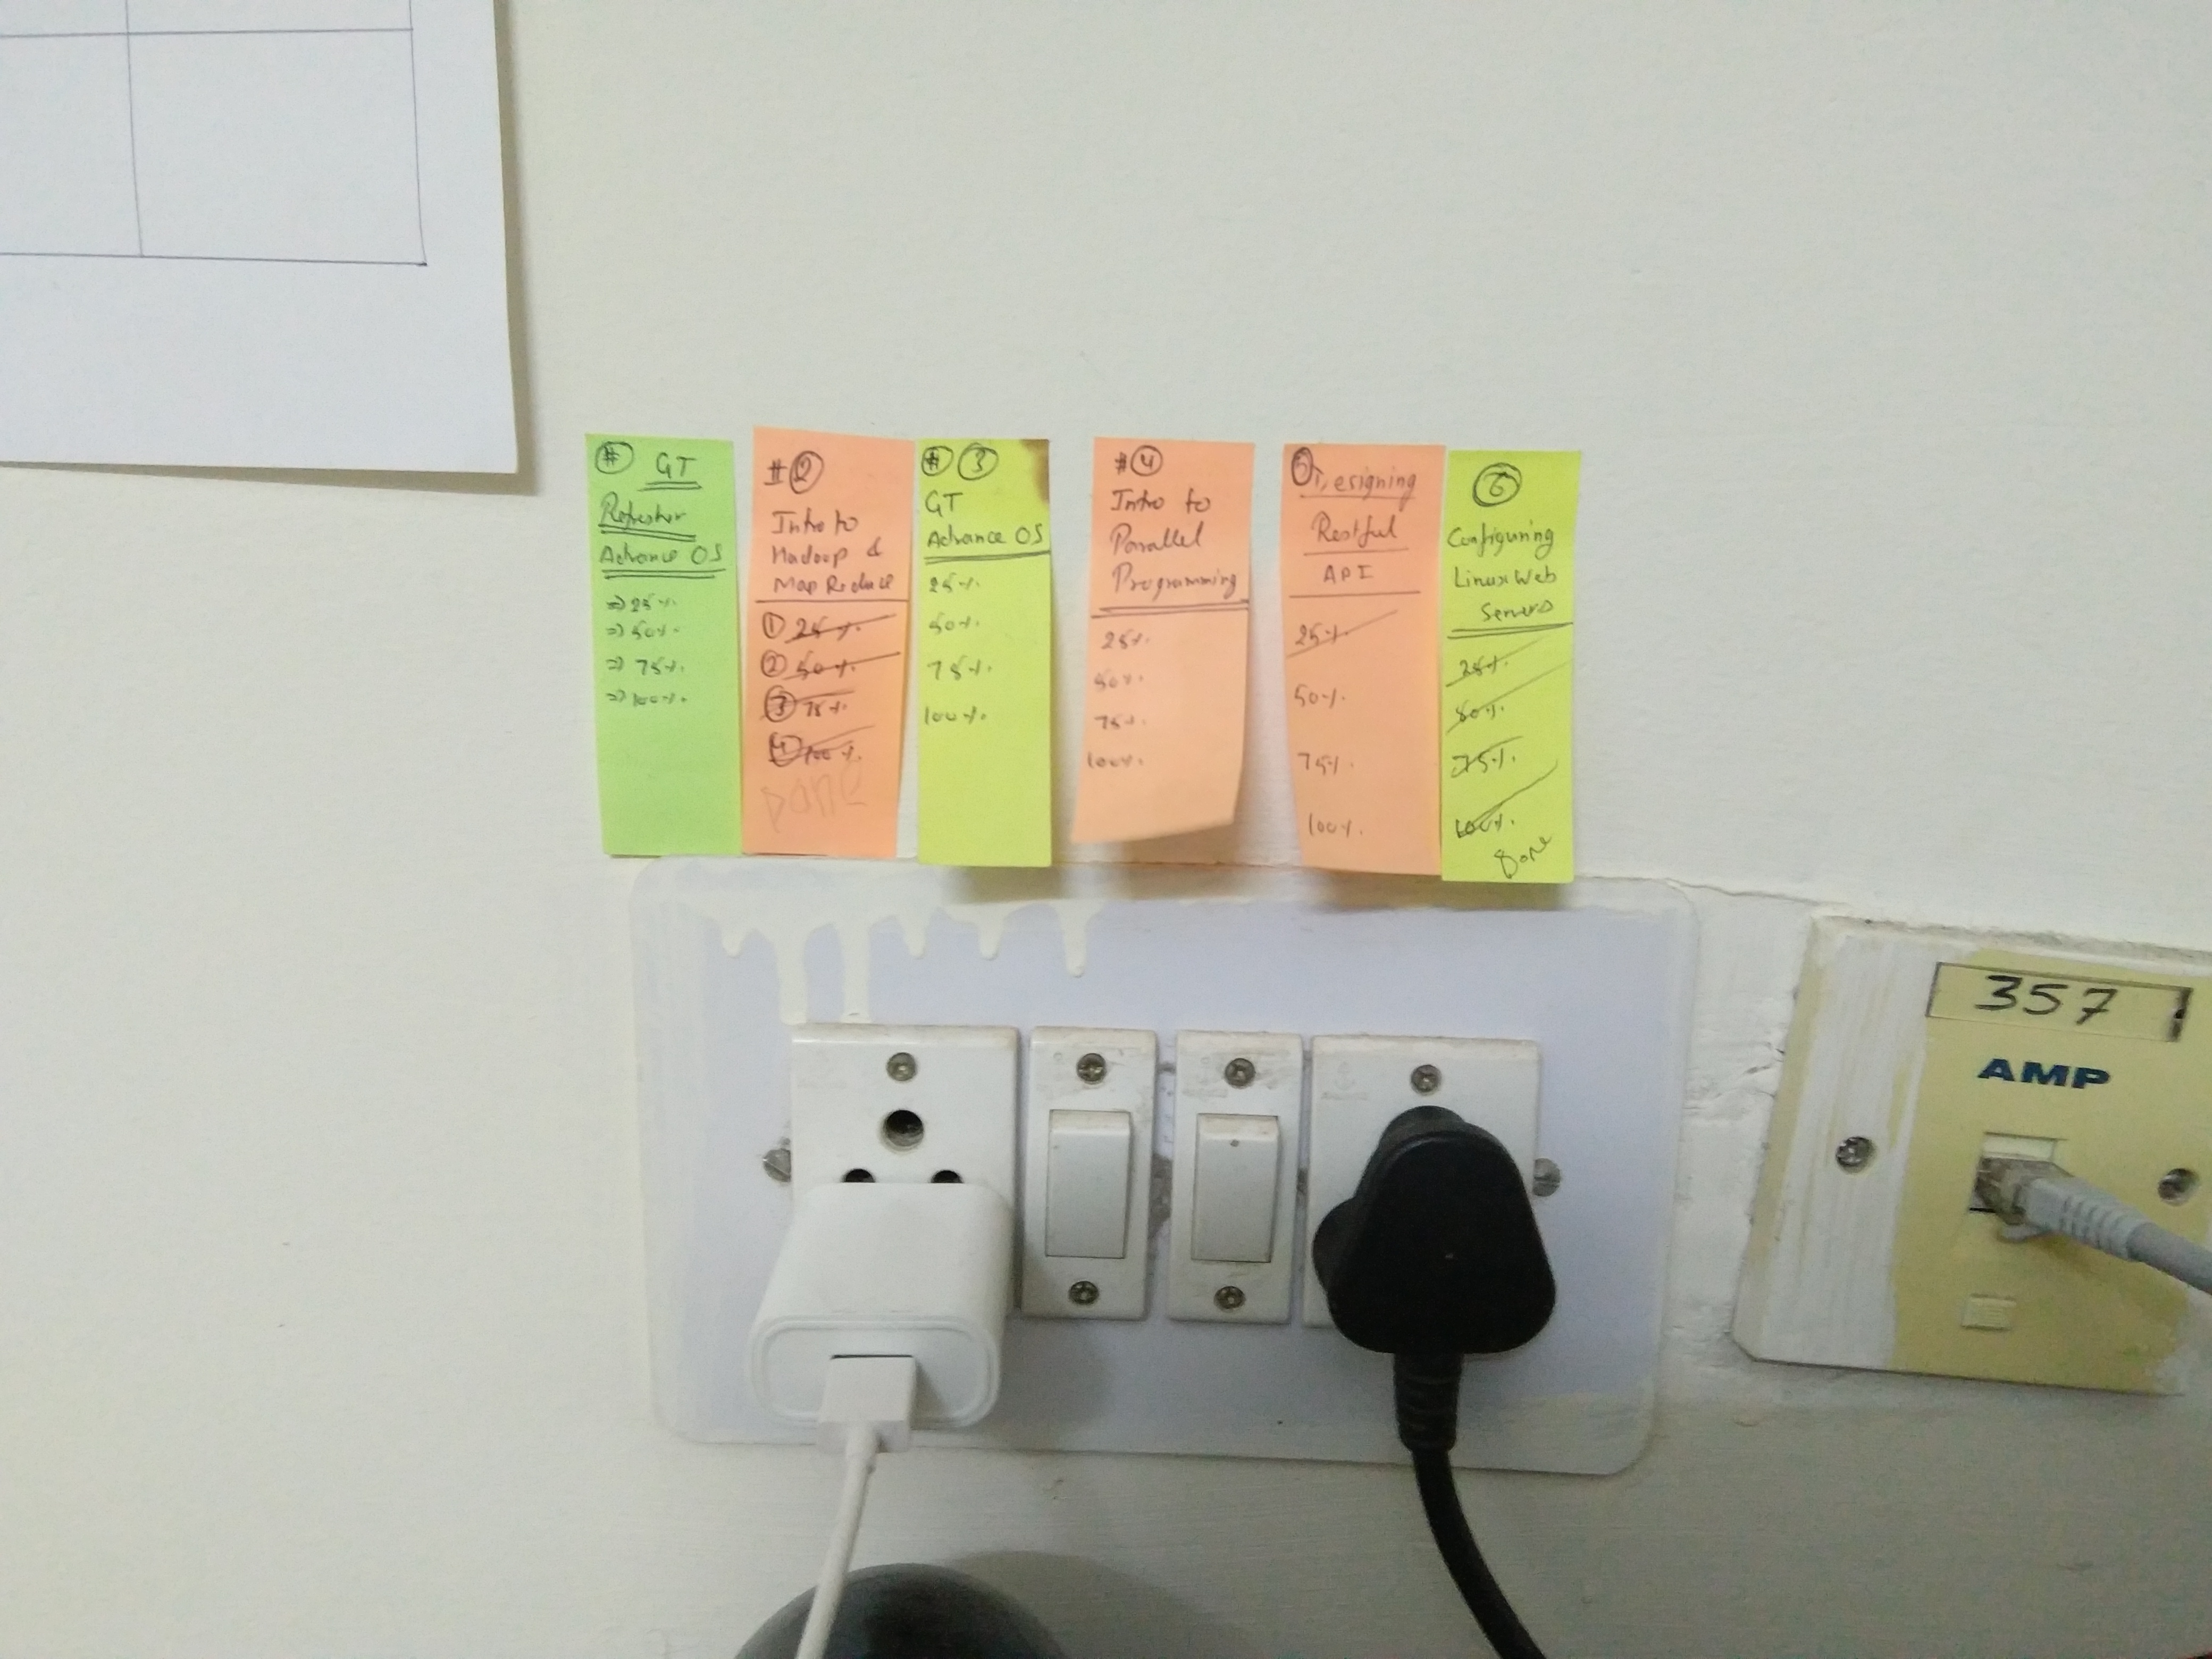 # GT
Refresher
Advance OS
=> 25%.
=> 50%.
=> 75%.
=> 100%.
#2
Intro to
Hadoop &
Map Reduce
① 25%.
② 50%.
③ 75%.
④ 100%.
Done
# ③
GT
Advance OS
25%.
50%.
75%.
100%.
#④
Intro to
Parallel
Programming
25%.
50%.
75%.
100%.
⑤ Designing
Restful
API
25%.
50%.
75%.
100%.
⑥
Configuring
Linux Web
Servers
25%.
50%.
75%.
100%.
Done
357
AMP